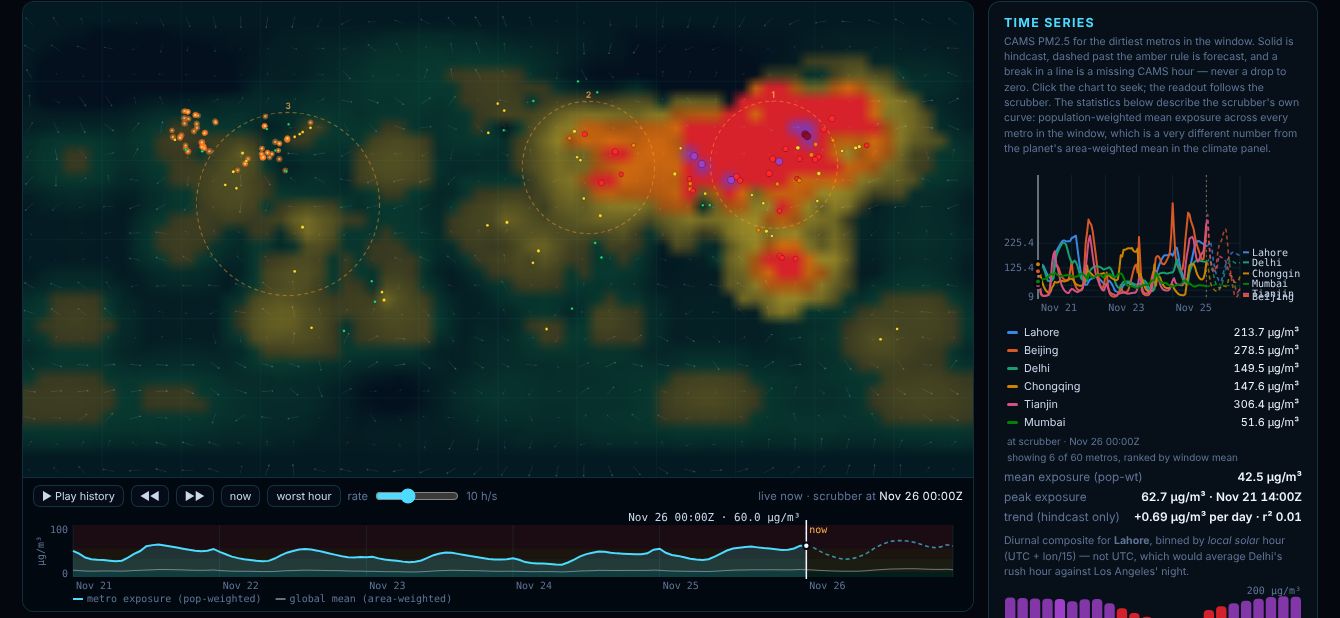 3
2
1
▶ Play history
◀◀
▶▶
now
worst hour
rate
10 h/s
live now · scrubber at Nov 26 00:00Z
Nov 26 00:00Z · 60.0 µg/m³
now
100
µg/m³
0
Nov 21
Nov 22
Nov 23
Nov 24
Nov 25
Nov 26
metro exposure (pop-weighted)
global mean (area-weighted)
TIME SERIES
CAMS PM2.5 for the dirtiest metros in the window. Solid is
hindcast, dashed past the amber rule is forecast, and a
break in a line is a missing CAMS hour — never a drop to
zero. Click the chart to seek; the readout follows the
scrubber. The statistics below describe the scrubber's own
curve: population-weighted mean exposure across every
metro in the window, which is a very different number from
the planet's area-weighted mean in the climate panel.
225.4
125.4
9
Nov 21
Nov 23
Nov 25
Lahore
Delhi
Chongqin
Mumbai
Tianjin
Beijing
Lahore 213.7 µg/m³
Beijing 278.5 µg/m³
Delhi 149.5 µg/m³
Chongqing 147.6 µg/m³
Tianjin 306.4 µg/m³
Mumbai 51.6 µg/m³
at scrubber · Nov 26 00:00Z
showing 6 of 60 metros, ranked by window mean
mean exposure (pop-wt) 42.5 µg/m³
peak exposure 62.7 µg/m³ · Nov 21 14:00Z
trend (hindcast only) +0.69 µg/m³ per day · r² 0.01
Diurnal composite for Lahore, binned by local solar hour
(UTC + lon/15) — not UTC, which would average Delhi's
rush hour against Los Angeles' night.
200 µg/m³